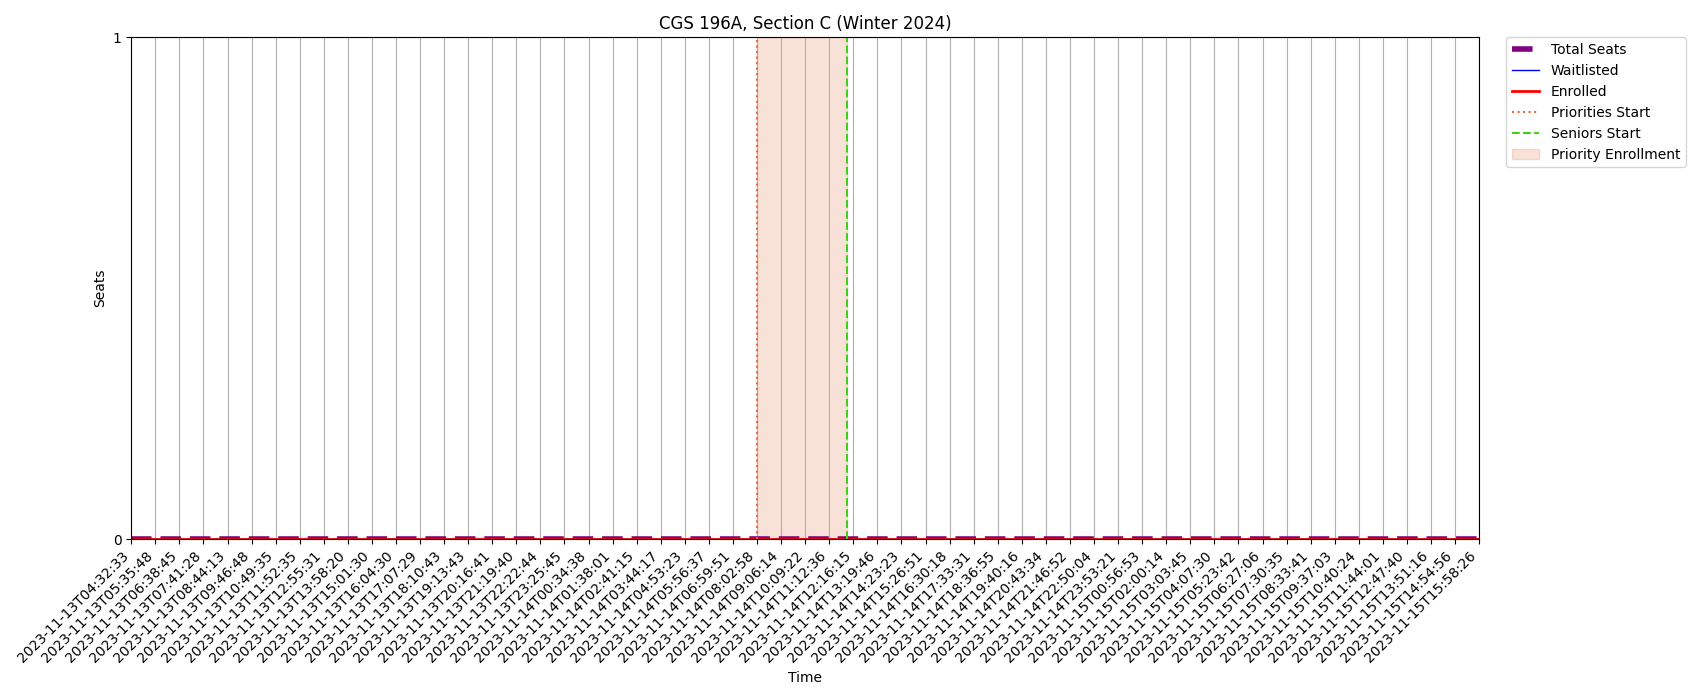 CGS 196A, Section C (Winter 2024)
Total Seats
Waitlisted
Enrolled
Priorities Start
Seniors Start
Priority Enrollment
Seats
1
0
2023-11-13T04:32:33
2023-11-13T05:35:48
2023-11-13T06:38:45
2023-11-13T07:41:28
2023-11-13T08:44:13
2023-11-13T09:46:48
2023-11-13T10:49:35
2023-11-13T11:52:35
2023-11-13T12:55:31
2023-11-13T13:58:20
2023-11-13T15:01:30
2023-11-13T16:04:30
2023-11-13T17:07:29
2023-11-13T18:10:43
2023-11-13T19:13:43
2023-11-13T20:16:41
2023-11-13T21:19:40
2023-11-13T22:22:44
2023-11-13T23:25:45
2023-11-14T00:34:38
2023-11-14T01:38:01
2023-11-14T02:41:15
2023-11-14T03:44:17
2023-11-14T04:53:23
2023-11-14T05:56:37
2023-11-14T06:59:51
2023-11-14T08:02:58
2023-11-14T09:06:14
2023-11-14T10:09:22
2023-11-14T11:12:36
2023-11-14T12:16:15
2023-11-14T13:19:46
2023-11-14T14:23:23
2023-11-14T15:26:51
2023-11-14T16:30:18
2023-11-14T17:33:31
2023-11-14T18:36:55
2023-11-14T19:40:16
2023-11-14T20:43:34
2023-11-14T21:46:52
2023-11-14T22:50:04
2023-11-14T23:53:21
2023-11-15T00:56:53
2023-11-15T02:00:14
2023-11-15T03:03:45
2023-11-15T04:07:30
2023-11-15T05:23:42
2023-11-15T06:27:06
2023-11-15T07:30:35
2023-11-15T08:33:41
2023-11-15T09:37:03
2023-11-15T10:40:24
2023-11-15T11:44:01
2023-11-15T12:47:40
2023-11-15T13:51:16
2023-11-15T14:54:56
2023-11-15T15:58:26
Time